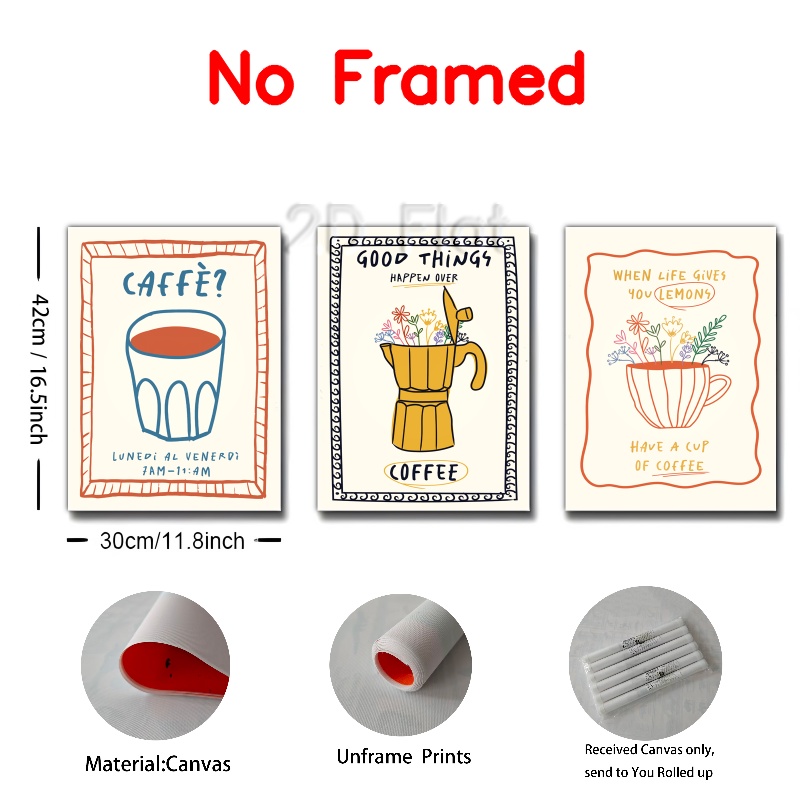 No Framed
2D Flat
42cm / 16.5inch
CAFFÈ?
LUNEDI AL VENERDI
7AM-11:AM
GOOD THINGS
HAPPEN OVER
COFFEE
WHEN LIFE GIVES
YOU LEMONS
HAVE A CUP
OF COFFEE
30cm/11.8inch
Material:Canvas
Unframe Prints
Received Canvas only,
send to You Rolled up